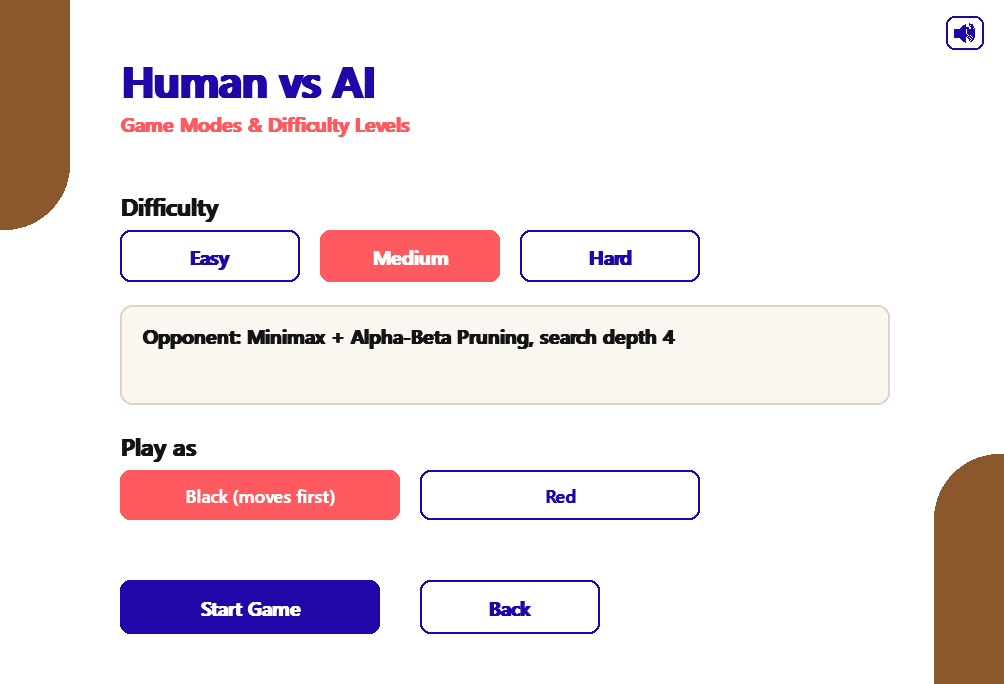 Human vs AI
Game Modes & Difficulty Levels
Difficulty
Easy Medium Hard
Opponent: Minimax + Alpha-Beta Pruning, search depth 4
Play as
Black (moves first) Red
Start Game Back